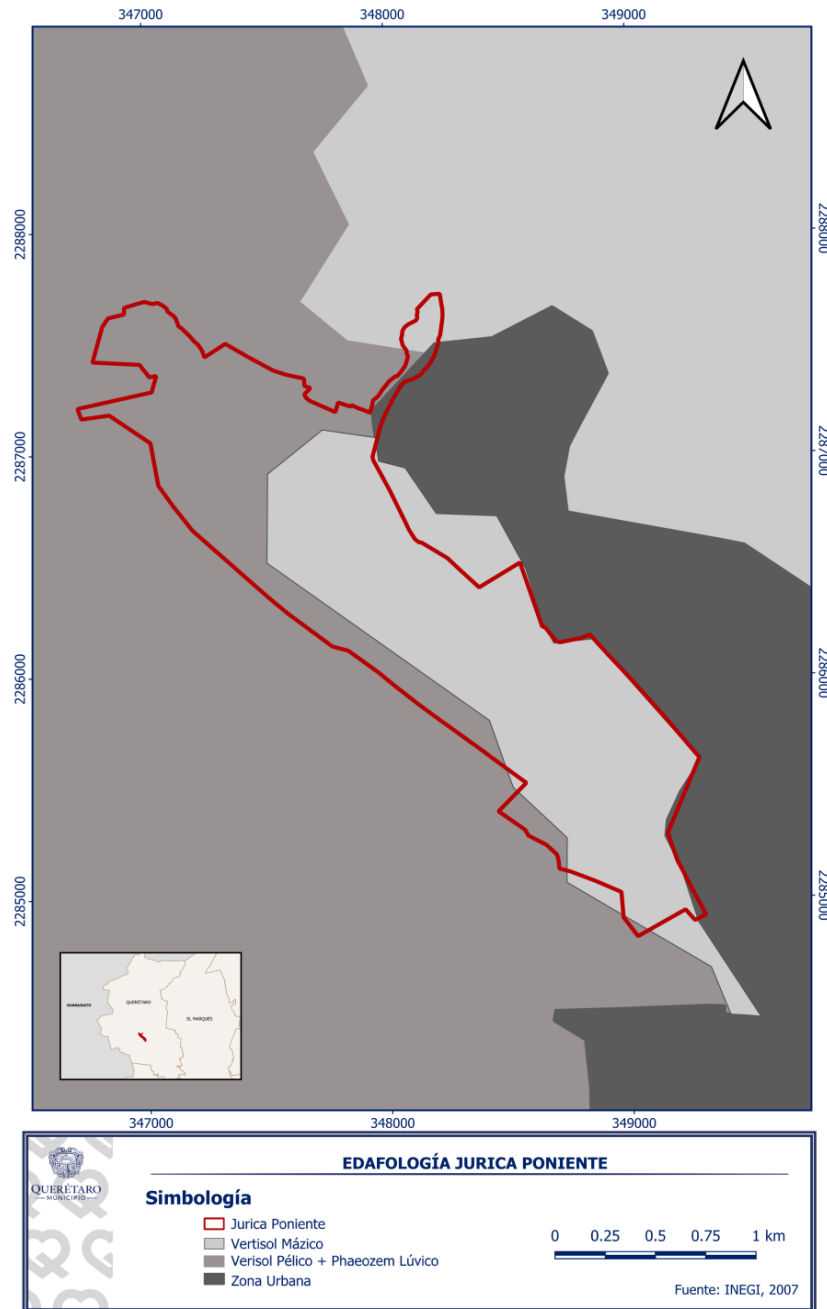 347000 348000 349000
2288000 2288000
2287000 2287000
2286000 2286000
2285000 2285000
GUANAJUATO
QUERÉTARO
EL MARQUÉS
347000 348000 349000
EDAFOLOGÍA JURICA PONIENTE
QUERÉTARO
MUNICIPIO
Simbología
Jurica Poniente
Vertisol Mázico
Verisol Pélico + Phaeozem Lúvico
Zona Urbana
0 0.25 0.5 0.75 1 km
Fuente: INEGI, 2007